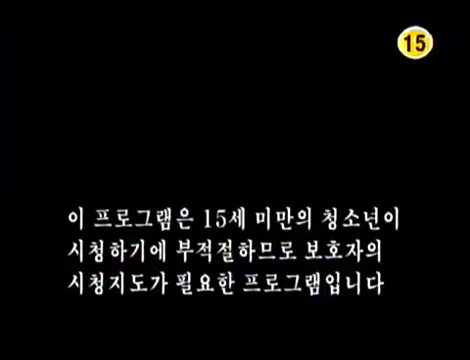 15
이 프로그램은 15세 미만의 청소년이
시청하기에 부적절하므로 보호자의
시청지도가 필요한 프로그램입니다